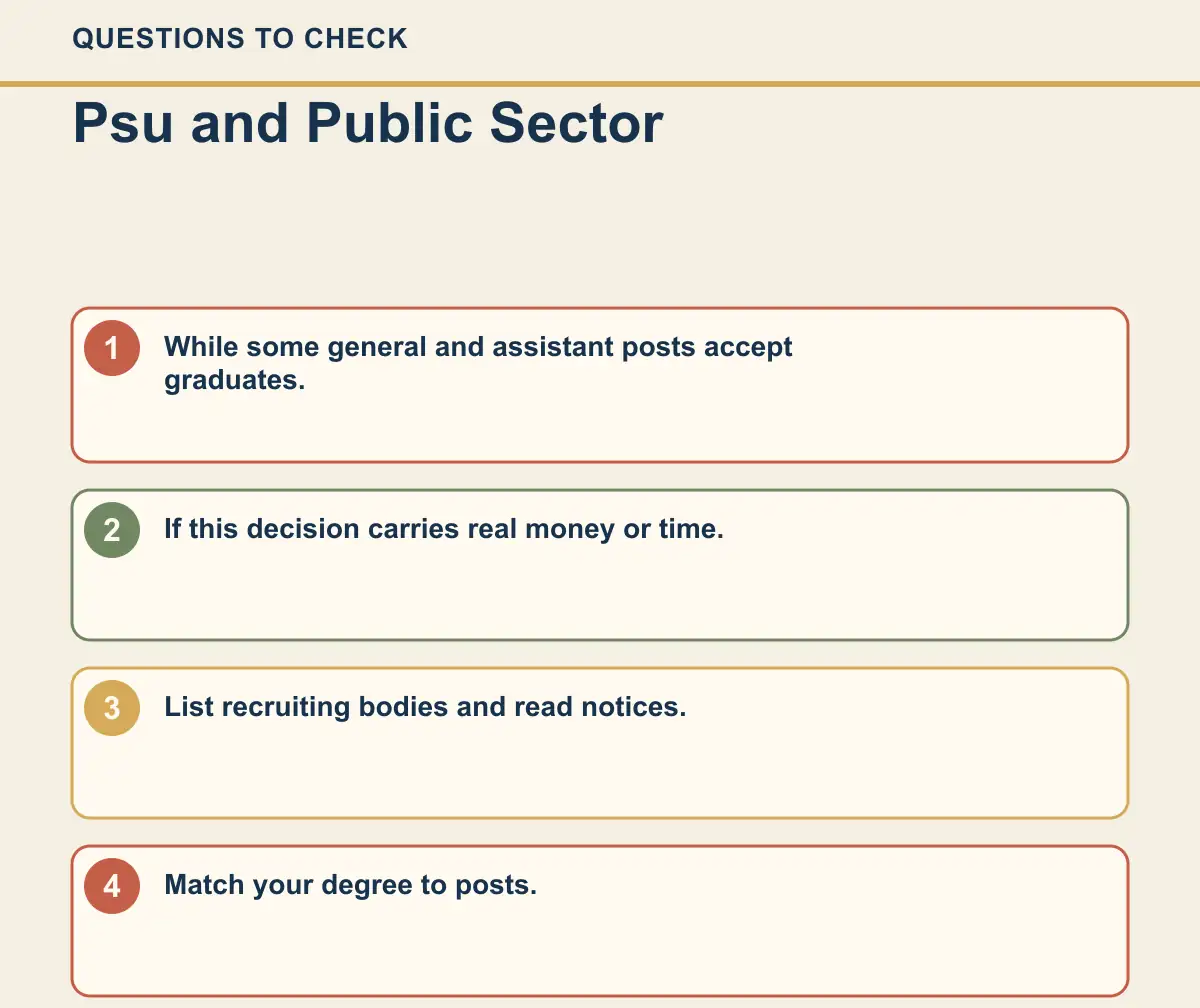 QUESTIONS TO CHECK
Psu and Public Sector
1
While some general and assistant posts accept
graduates.
2
If this decision carries real money or time.
3
List recruiting bodies and read notices.
4
Match your degree to posts.